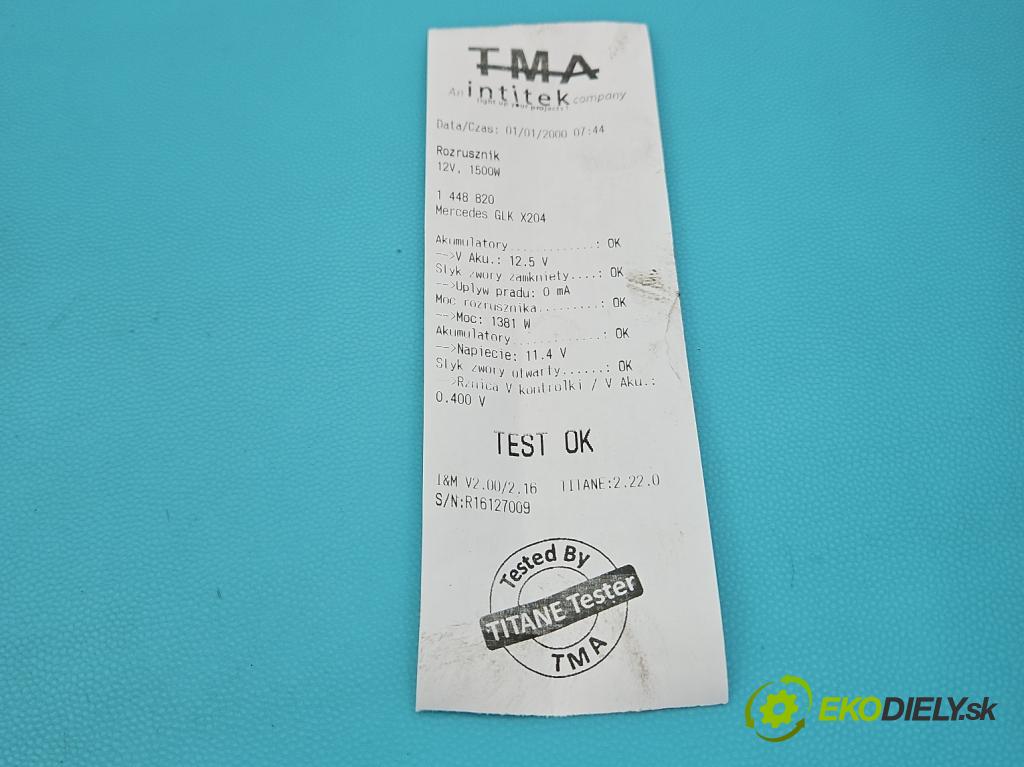 TMA
An intitek company
light up your projects!
Data/Czas: 01/01/2000 07:44
Rozrusznik
12V, 1500W
1 448 820
Mercedes GLK X204
Akumulatory............: OK
-->V Aku.: 12.5 V
Styk zwory zamkniety....: OK
-->Uplyw pradu: 0 mA
Moc rozrusznika.........: OK
-->Moc: 1381 W
Akumulatory............: OK
-->Napiecie: 11.4 V
Styk zwory otwarty......: OK
-->Rznica V kontrolki / V Aku.:
0.400 V
TEST OK
I&M V2.00/2.16 TITANE:2.22.0
S/N:R16127009
Tested By
TITANE Tester
TMA
EKODIELY.sk